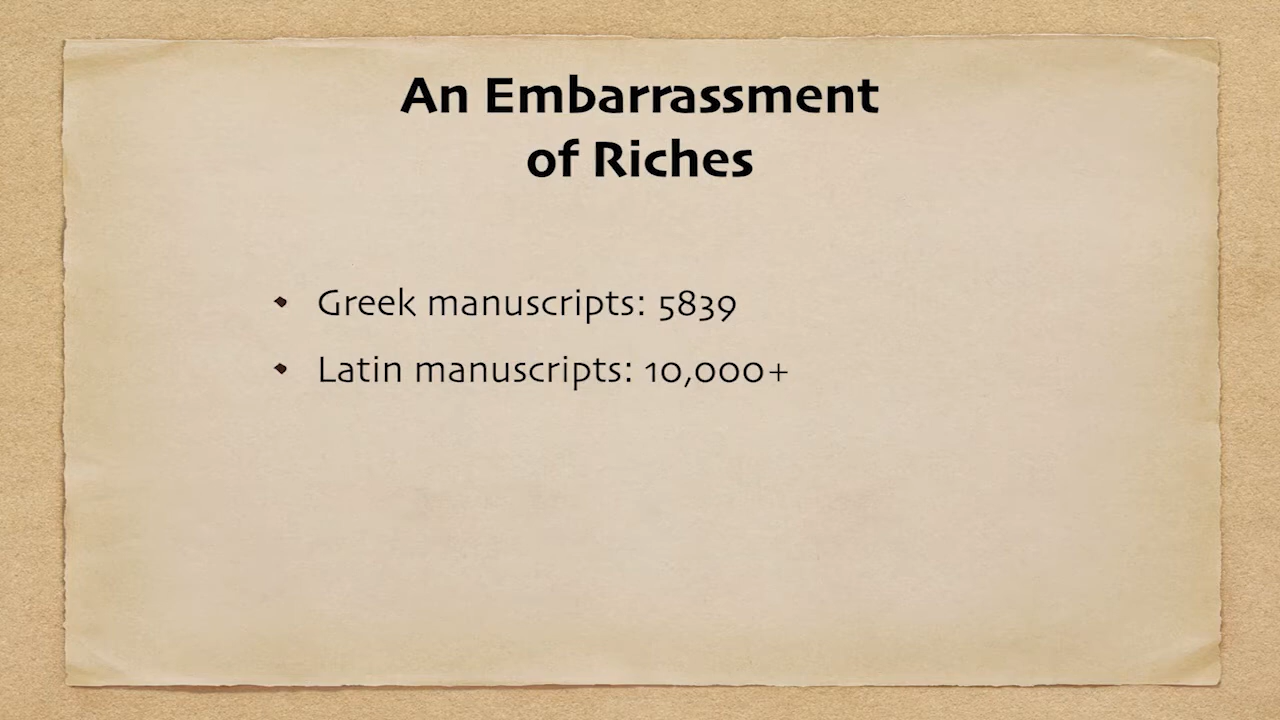 An Embarrassment
of Riches
• Greek manuscripts: 5839
• Latin manuscripts: 10,000+